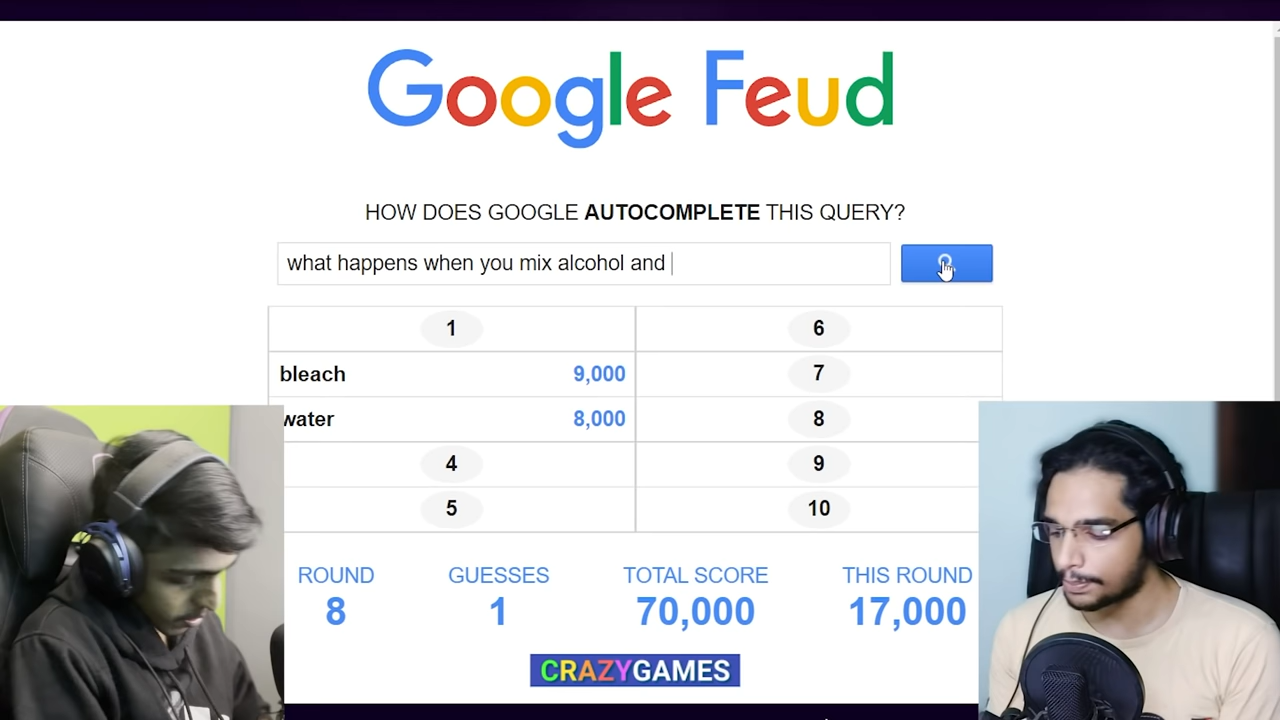 Google Feud
HOW DOES GOOGLE AUTOCOMPLETE THIS QUERY?
what happens when you mix alcohol and
1 6
bleach 9,000 7
water 8,000 8
4 9
5 10
ROUND GUESSES TOTAL SCORE THIS ROUND
8 1 70,000 17,000
CRAZYGAMES